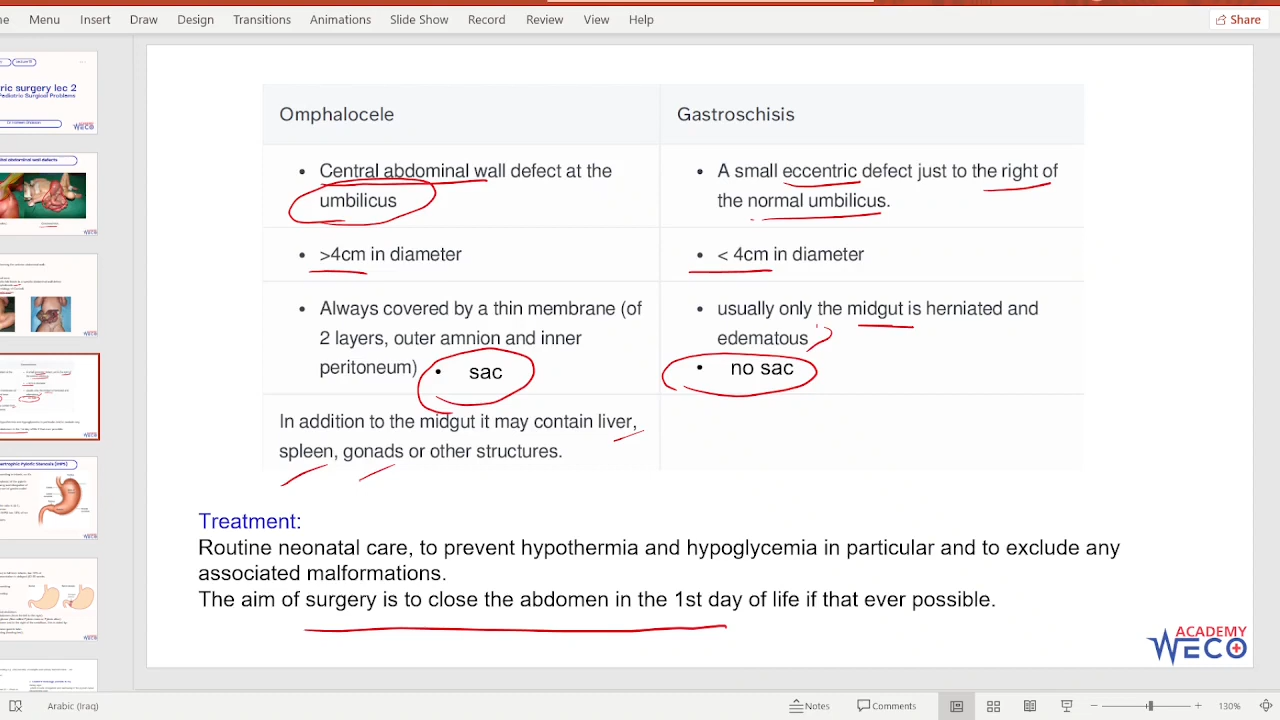 Menu Insert Draw Design Transitions Animations Slide Show Record Review View Help Share
ric surgery lec 2
Omphalocele
Gastroschisis
• Central abdominal wall defect at the
umbilicus
• A small eccentric defect just to the right of
the normal umbilicus.
• >4cm in diameter
• < 4cm in diameter
• Always covered by a thin membrane (of
2 layers, outer amnion and inner
peritoneum)
• sac
• usually only the midgut is herniated and
edematous
• no sac
In addition to the midgut it may contain liver,
spleen, gonads or other structures.
Treatment:
Routine neonatal care, to prevent hypothermia and hypoglycemia in particular and to exclude any
associated malformations.
The aim of surgery is to close the abdomen in the 1st day of life if that ever possible.
ACADEMY
WECO
Arabic (Iraq) Notes Comments 130%